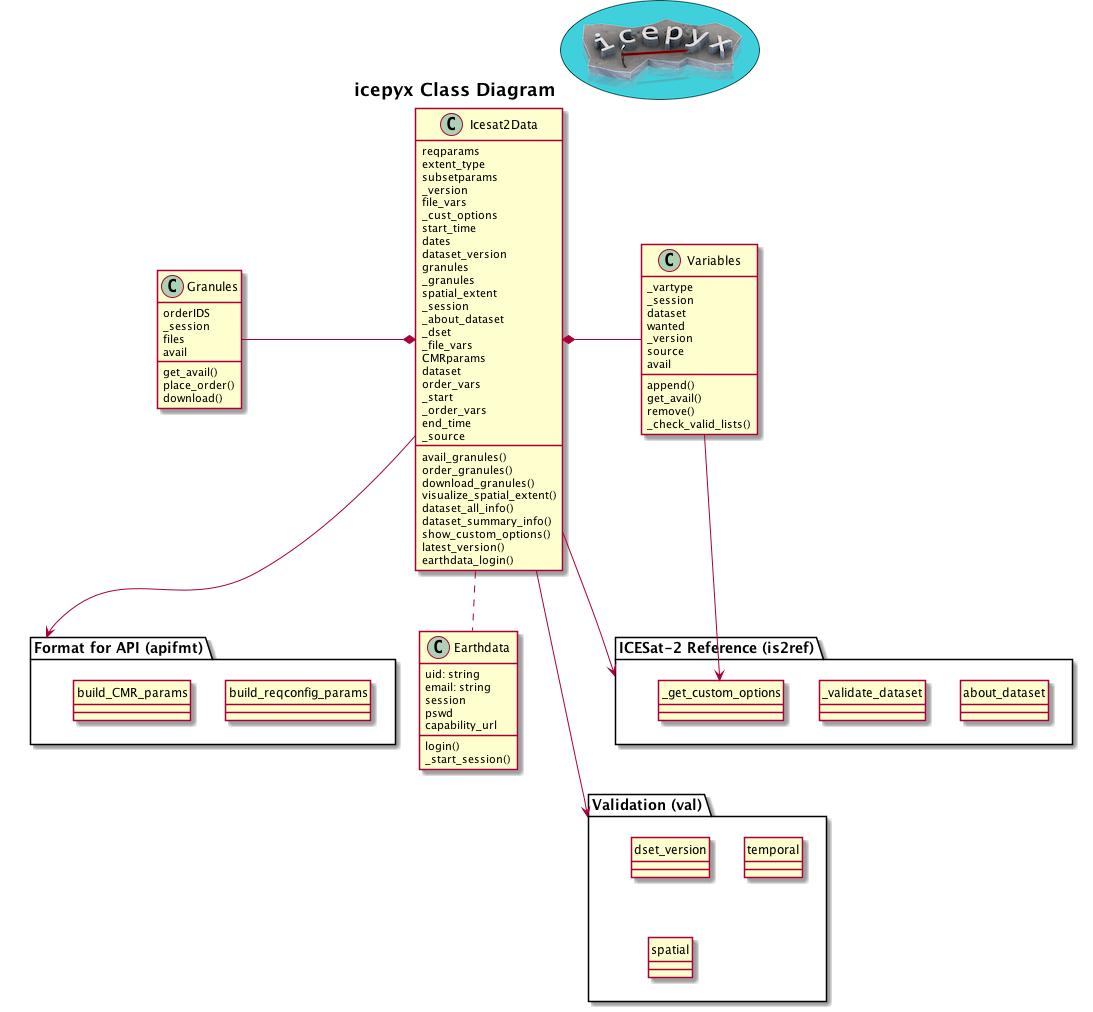 icepyx
icepyx Class Diagram
C Icesat2Data
reqparams
extent_type
subsetparams
_version
file_vars
_cust_options
start_time
dates
dataset_version
granules
_granules
spatial_extent
_session
_about_dataset
_dset
_file_vars
CMRparams
dataset
order_vars
_start
_order_vars
end_time
_source
avail_granules()
order_granules()
download_granules()
visualize_spatial_extent()
dataset_all_info()
dataset_summary_info()
show_custom_options()
latest_version()
earthdata_login()
C Granules
orderIDS
_session
files
avail
get_avail()
place_order()
download()
C Variables
_vartype
_session
dataset
wanted
_version
source
avail
append()
get_avail()
remove()
_check_valid_lists()
Format for API (apifmt)
build_CMR_params
build_reqconfig_params
C Earthdata
uid: string
email: string
session
pswd
capability_url
login()
_start_session()
ICESat-2 Reference (is2ref)
_get_custom_options
_validate_dataset
about_dataset
Validation (val)
dset_version
temporal
spatial